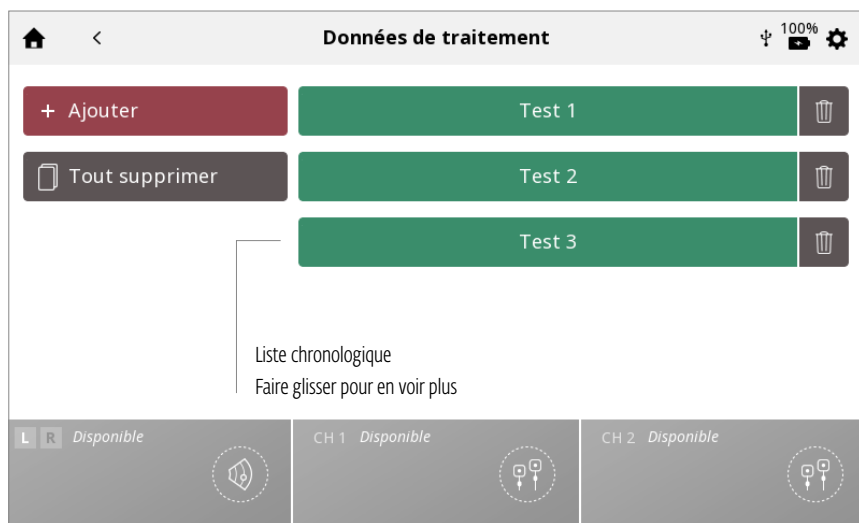 Données de traitement
100%
+ Ajouter
Test 1
Tout supprimer
Test 2
Test 3
Liste chronologique
Faire glisser pour en voir plus
L R Disponible
CH 1 Disponible
CH 2 Disponible